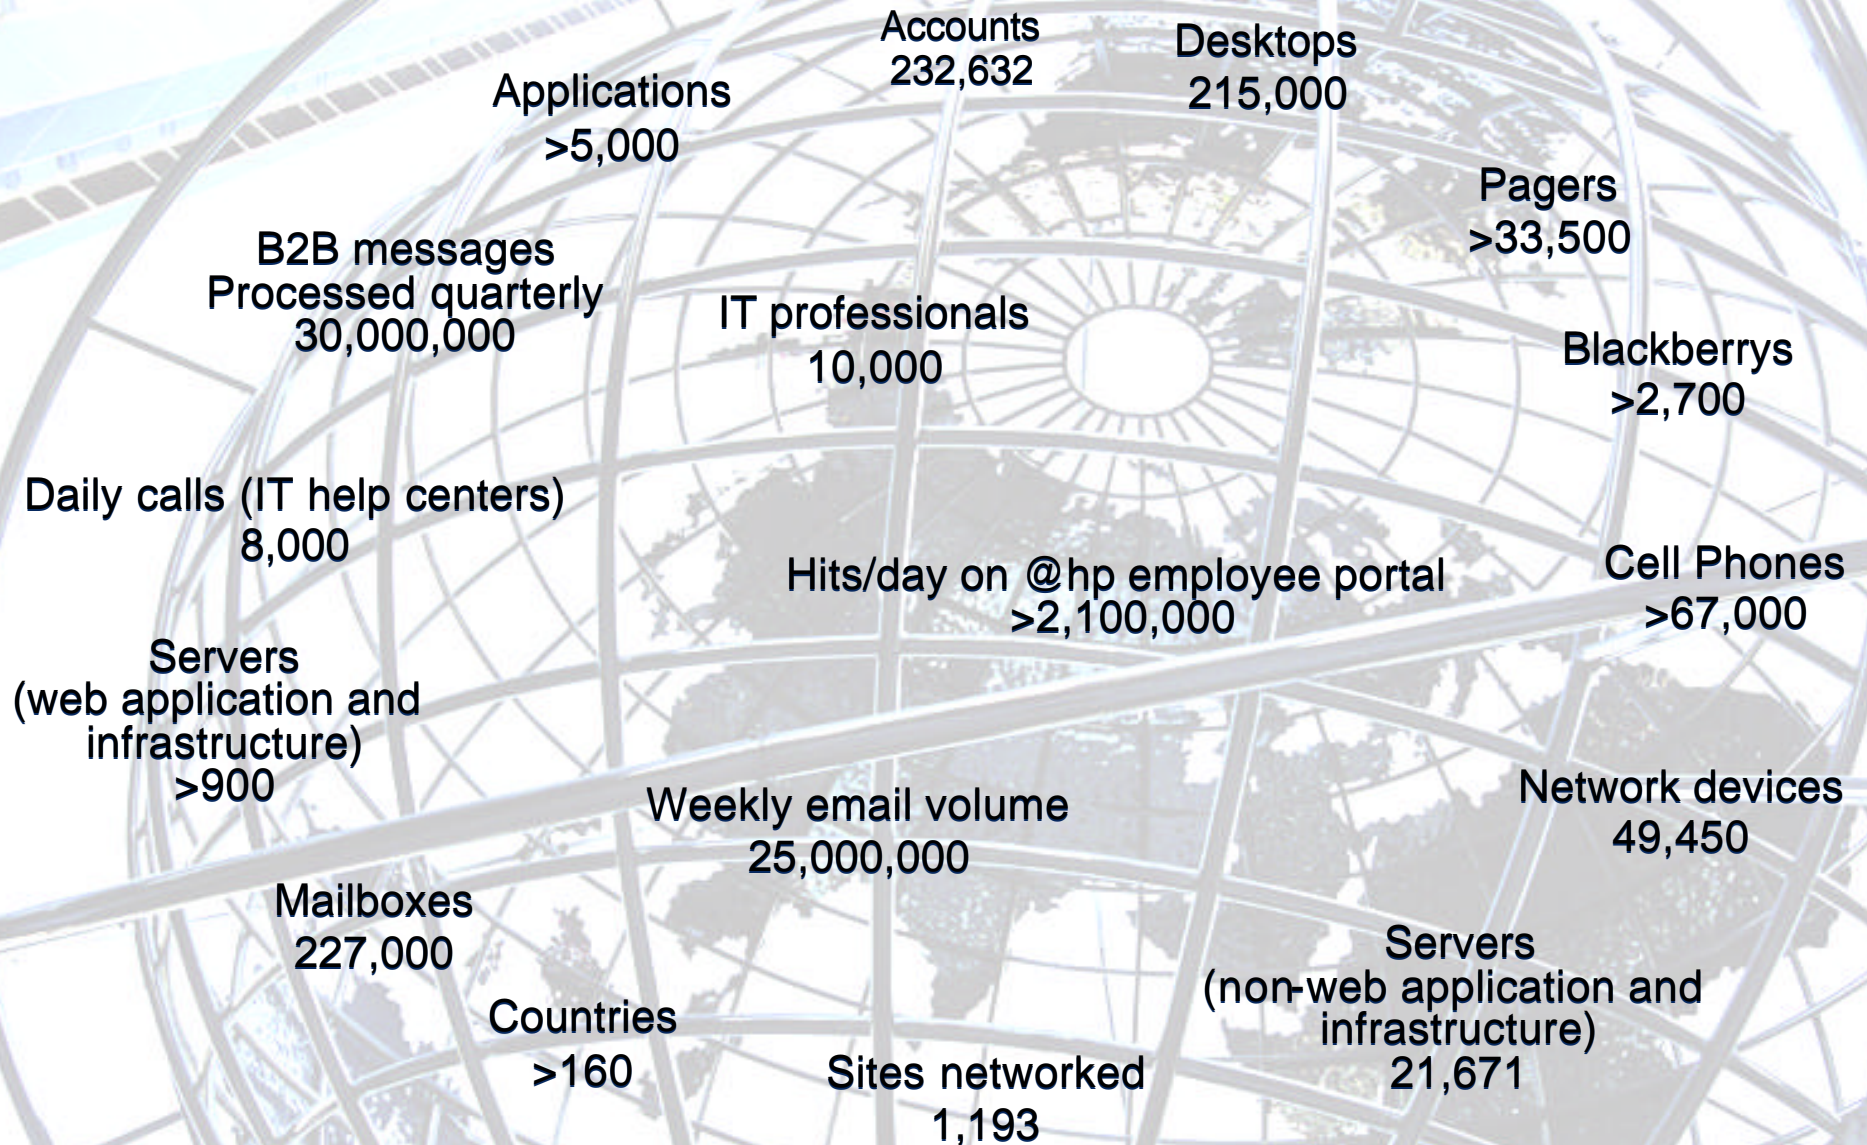 Accounts
232,632
Desktops
215,000
Applications
>5,000
Pagers
>33,500
B2B messages
Processed quarterly
30,000,000
IT professionals
10,000
Blackberrys
>2,700
Daily calls (IT help centers)
8,000
Hits/day on @hp employee portal
>2,100,000
Cell Phones
>67,000
Servers
(web application and
infrastructure)
>900
Weekly email volume
25,000,000
Network devices
49,450
Mailboxes
227,000
Servers
(non-web application and
infrastructure)
21,671
Countries
>160
Sites networked
1,193